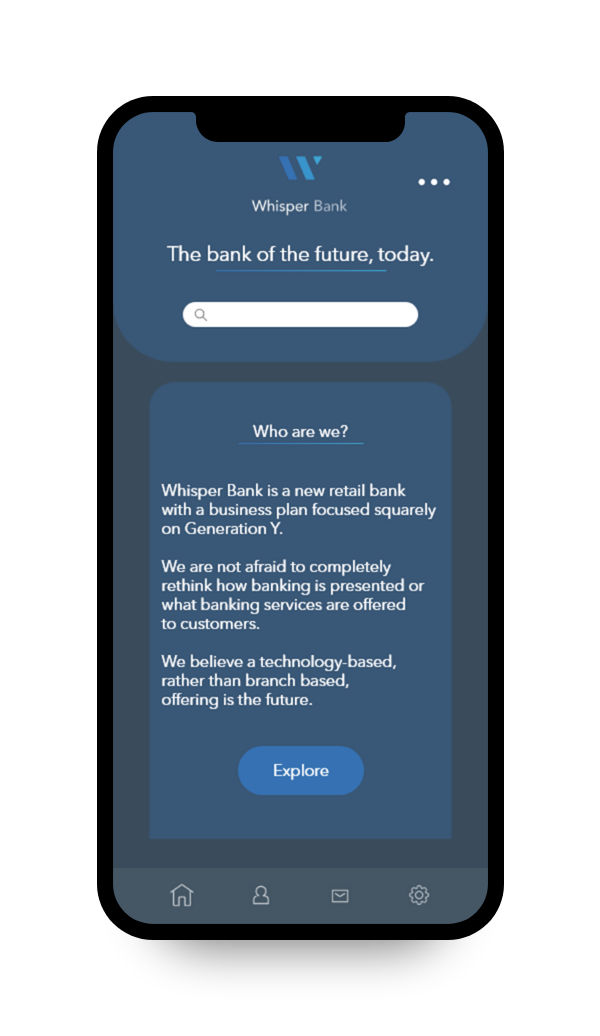 Whisper Bank
The bank of the future, today.
Who are we?
Whisper Bank is a new retail bank
with a business plan focused squarely
on Generation Y.
We are not afraid to completely
rethink how banking is presented or
what banking services are offered
to customers.
We believe a technology-based,
rather than branch based,
offering is the future.
Explore